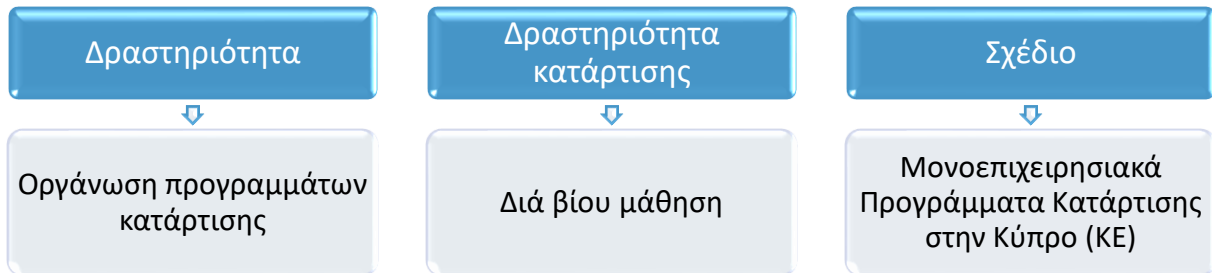 Δραστηριότητα
Οργάνωση προγραμμάτων
κατάρτισης
Δραστηριότητα
κατάρτισης
Διά βίου μάθηση
Σχέδιο
Μονοεπιχειρησιακά
Προγράμματα Κατάρτισης
στην Κύπρο (ΚΕ)